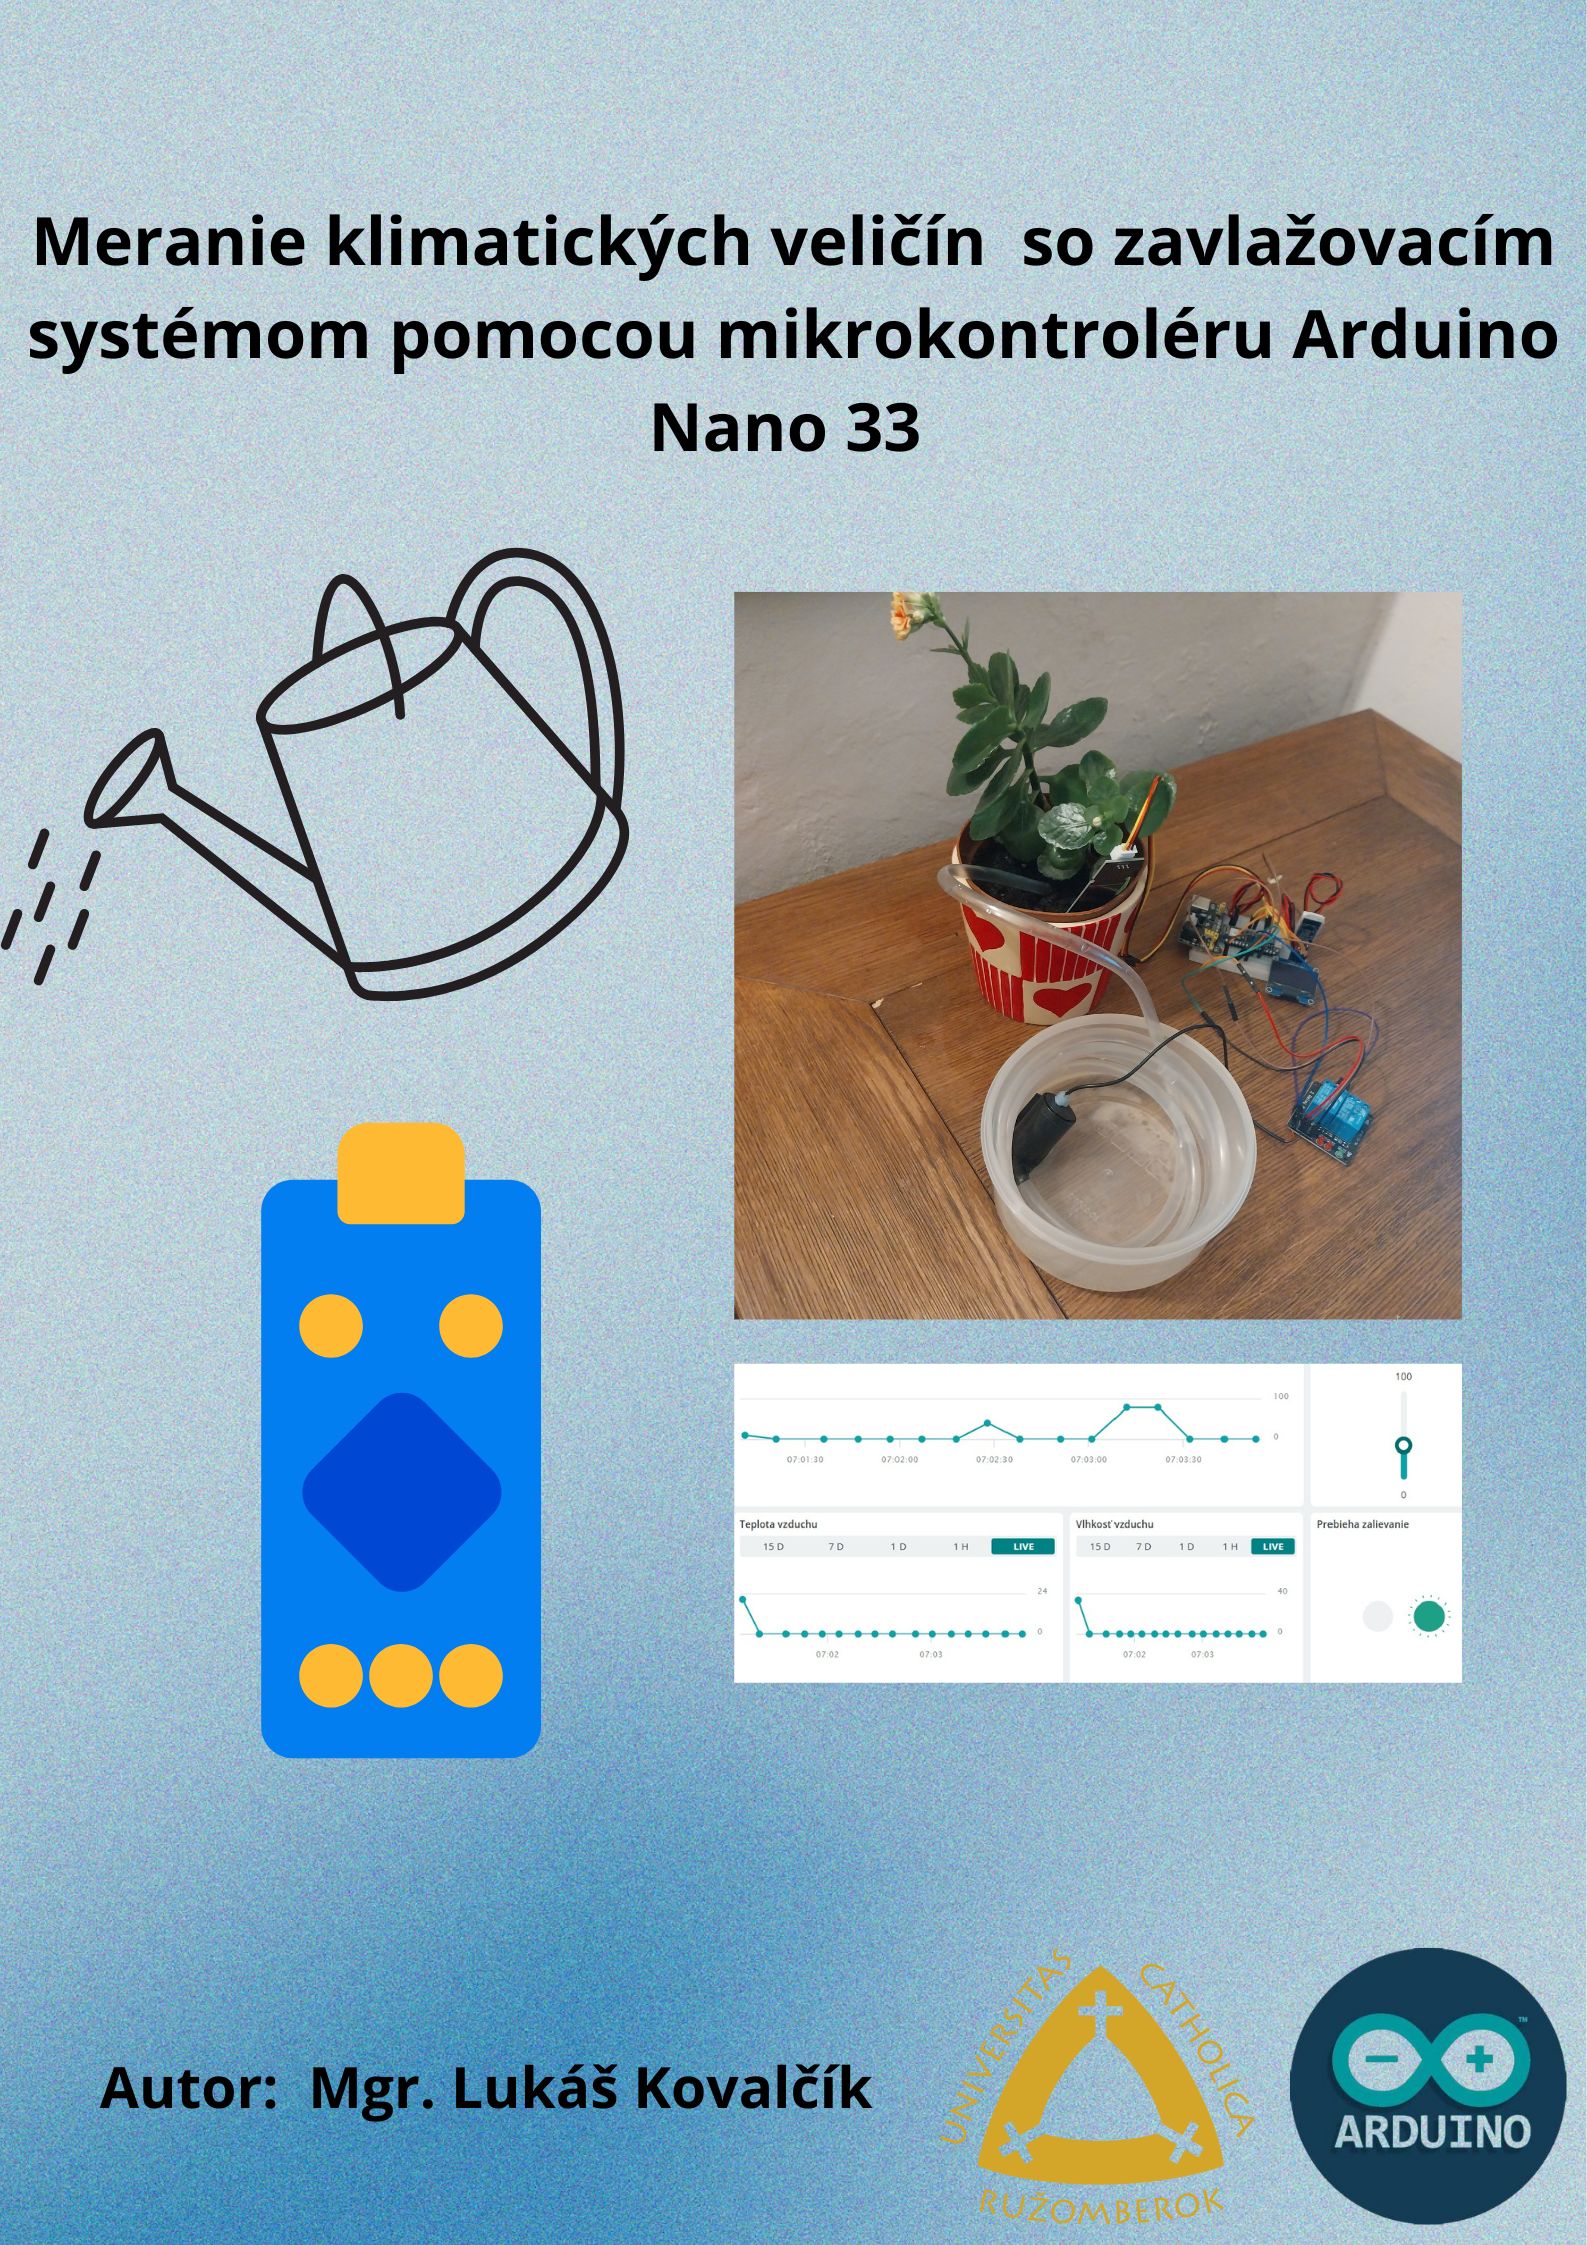 Meranie klimatických veličín  so zavlažovacím
systémom pomocou mikrokontroléru Arduino
Nano 33
100
0
07:01:30 07:02:00 07:02:30 07:03:00 07:03:30
100
0
Teplota vzduchu
15 D 7 D 1 D 1 H LIVE
24
0
07:02 07:03
Vlhkosť vzduchu
15 D 7 D 1 D 1 H LIVE
40
0
07:02 07:03
Prebieha zalievanie
Autor:  Mgr. Lukáš Kovalčík
UNIVERSITAS
CATHOLICA
RUŽOMBEROK
™
ARDUINO